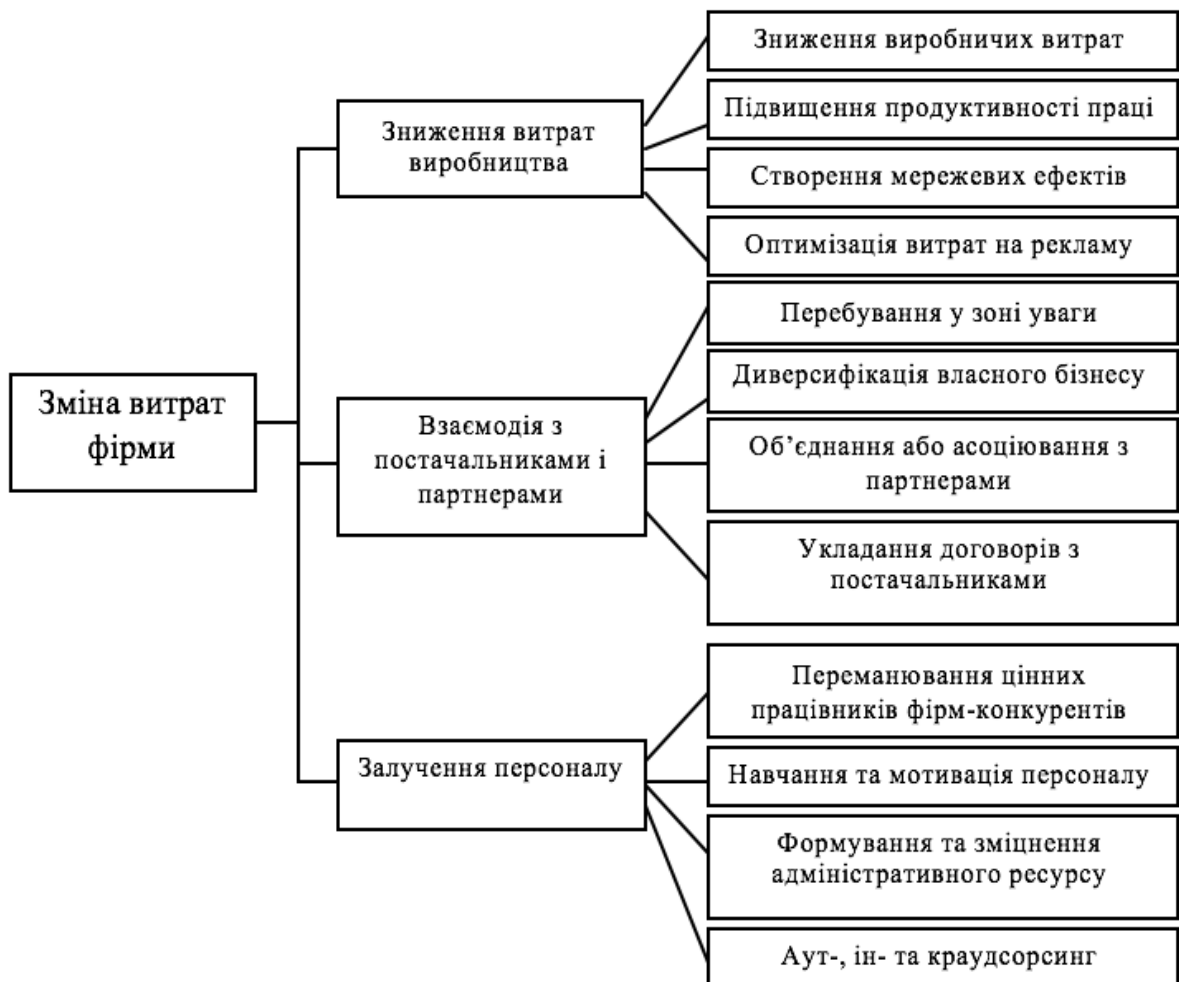 Зміна витрат
фірми
Зниження витрат
виробництва
Зниження виробничих витрат
Підвищення продуктивності праці
Створення мережевих ефектів
Оптимізація витрат на рекламу
Взаємодія з
постачальниками і
партнерами
Перебування у зоні уваги
Диверсифікація власного бізнесу
Об’єднання або асоціювання з
партнерами
Укладання договорів з
постачальниками
Залучення персоналу
Переманювання цінних
працівників фірм-конкурентів
Навчання та мотивація персоналу
Формування та зміцнення
адміністративного ресурсу
Аут-, ін- та краудсорсинг